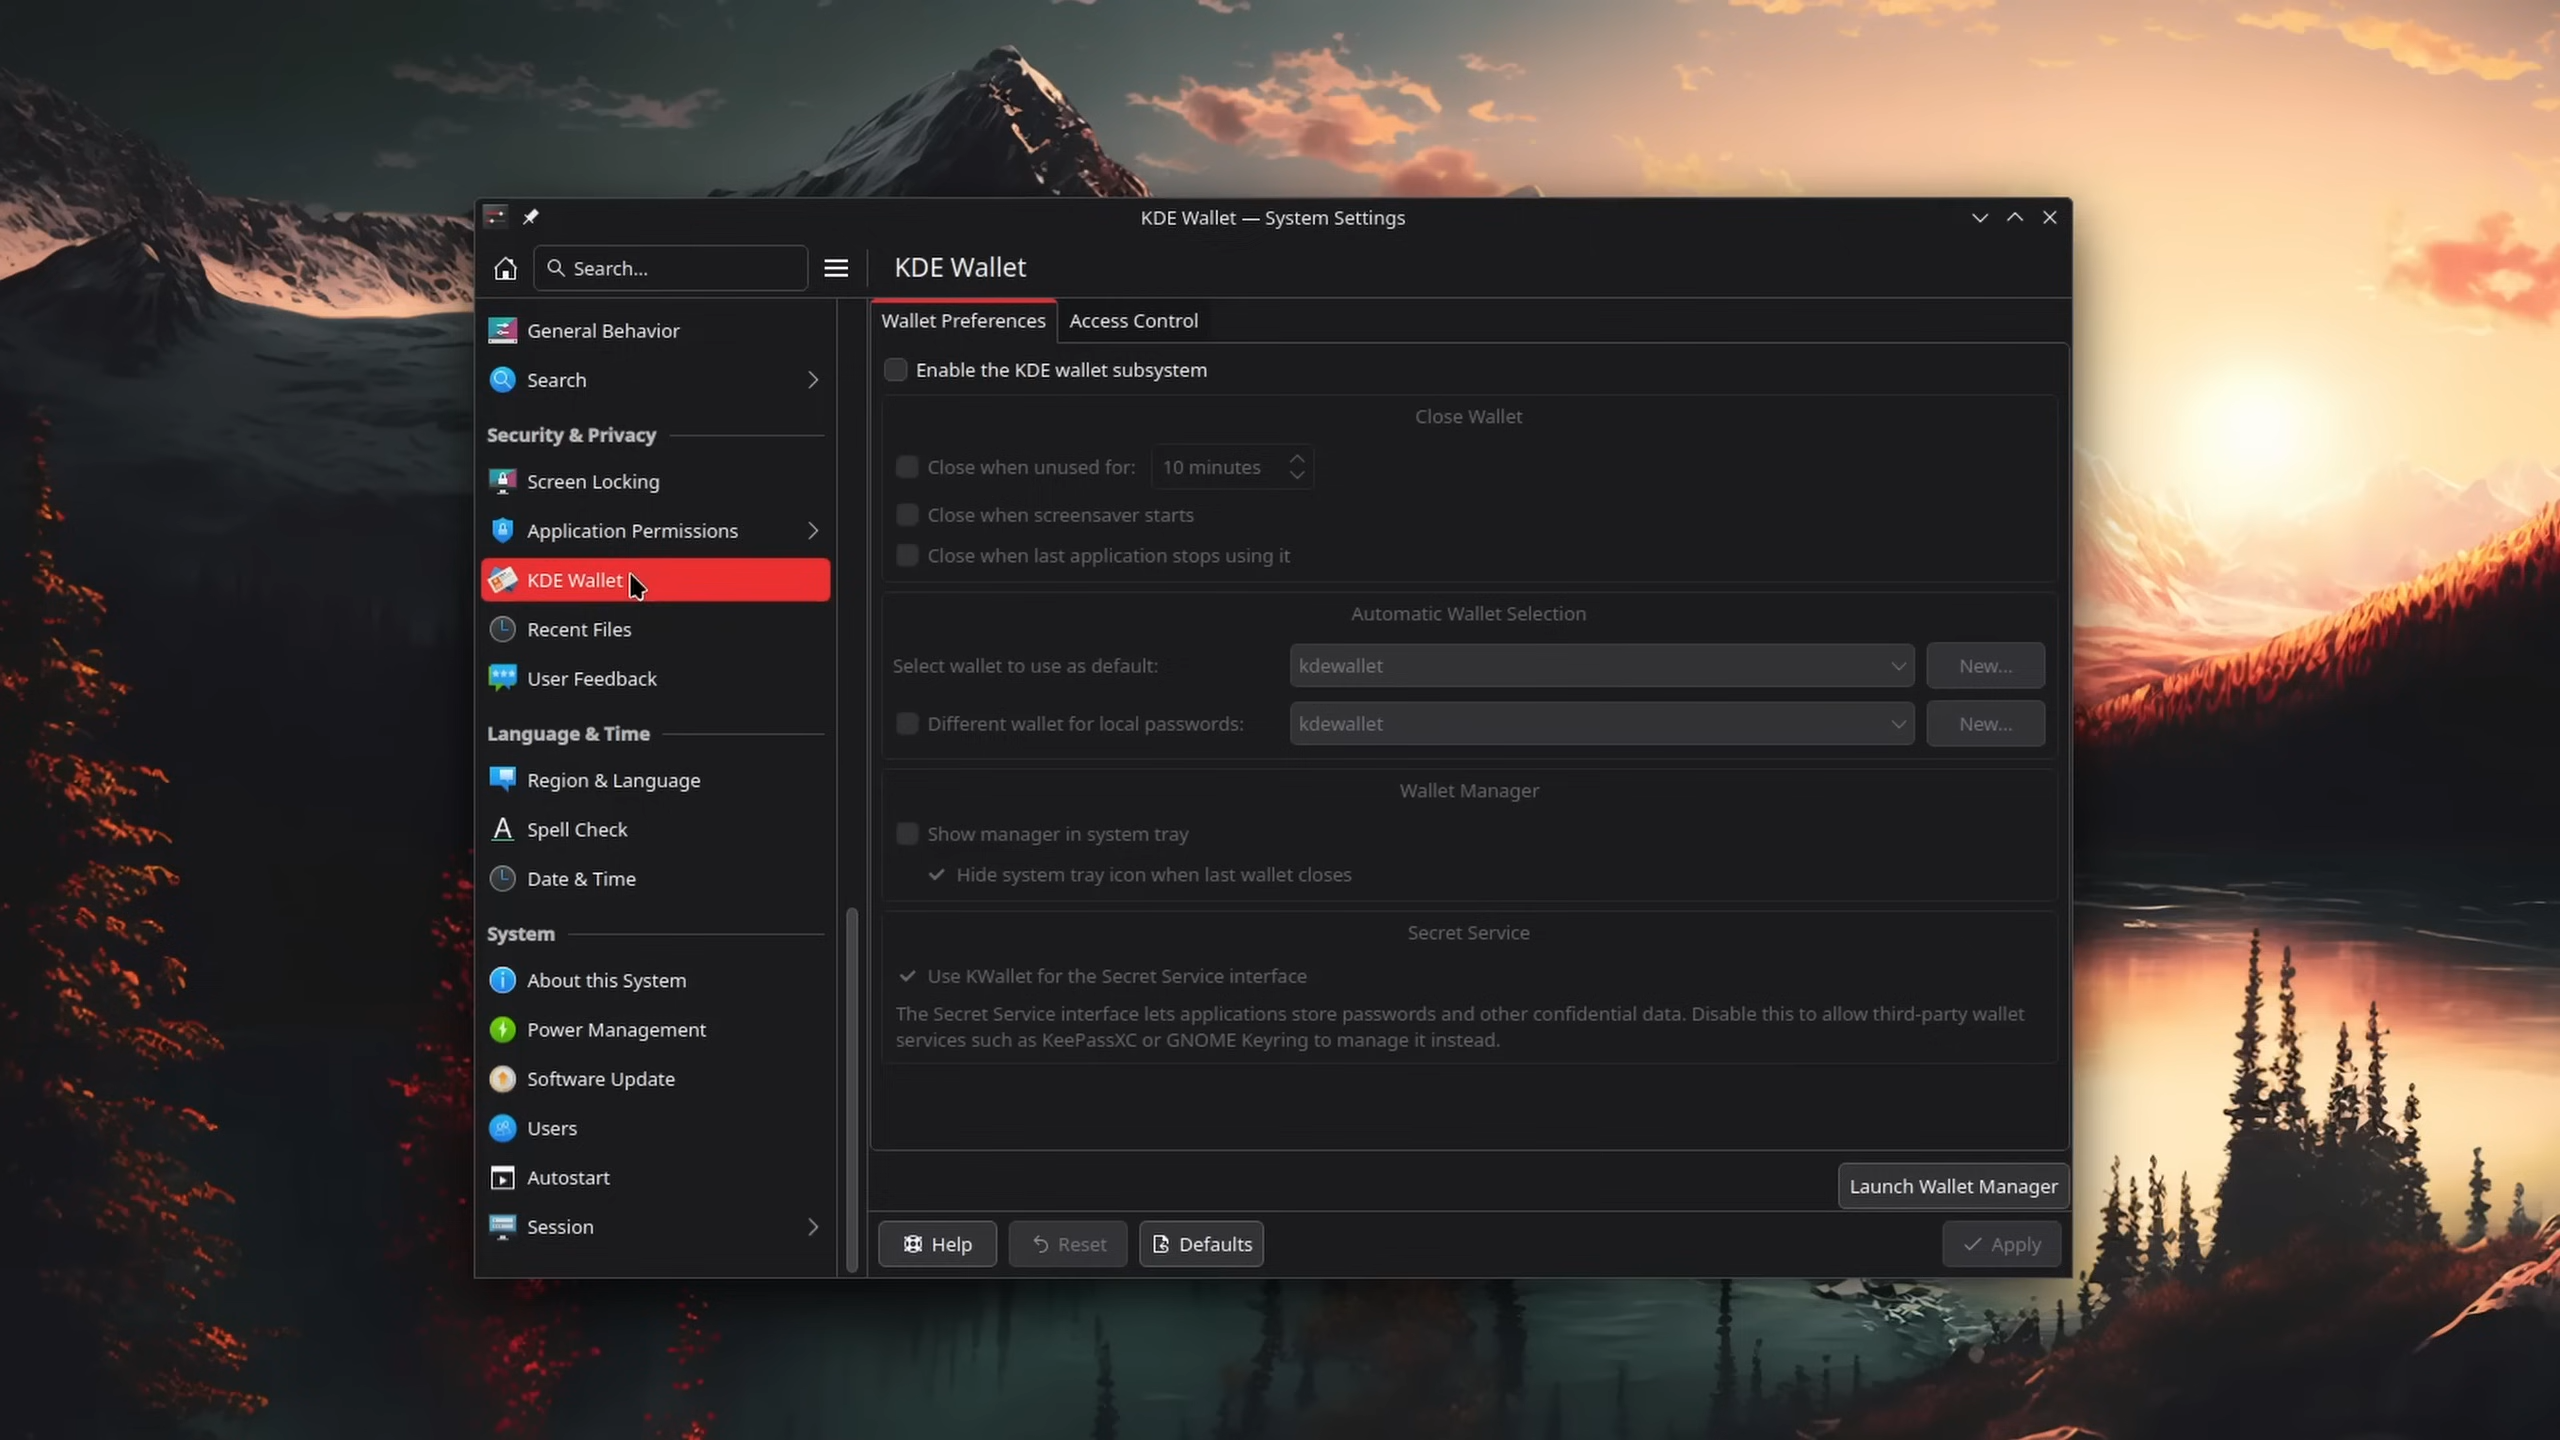 KDE Wallet — System Settings
Search...
KDE Wallet
General Behavior
Search
Security & Privacy
Screen Locking
Application Permissions
KDE Wallet
Recent Files
User Feedback
Language & Time
Region & Language
Spell Check
Date & Time
System
About this System
Power Management
Software Update
Users
Autostart
Session
Wallet Preferences
Access Control
Enable the KDE wallet subsystem
Close Wallet
Close when unused for: 10 minutes
Close when screensaver starts
Close when last application stops using it
Automatic Wallet Selection
Select wallet to use as default: kdewallet New...
Different wallet for local passwords: kdewallet New...
Wallet Manager
Show manager in system tray
Hide system tray icon when last wallet closes
Secret Service
Use KWallet for the Secret Service interface
The Secret Service interface lets applications store passwords and other confidential data. Disable this to allow third-party wallet
services such as KeePassXC or GNOME Keyring to manage it instead.
Launch Wallet Manager
Help Reset Defaults Apply